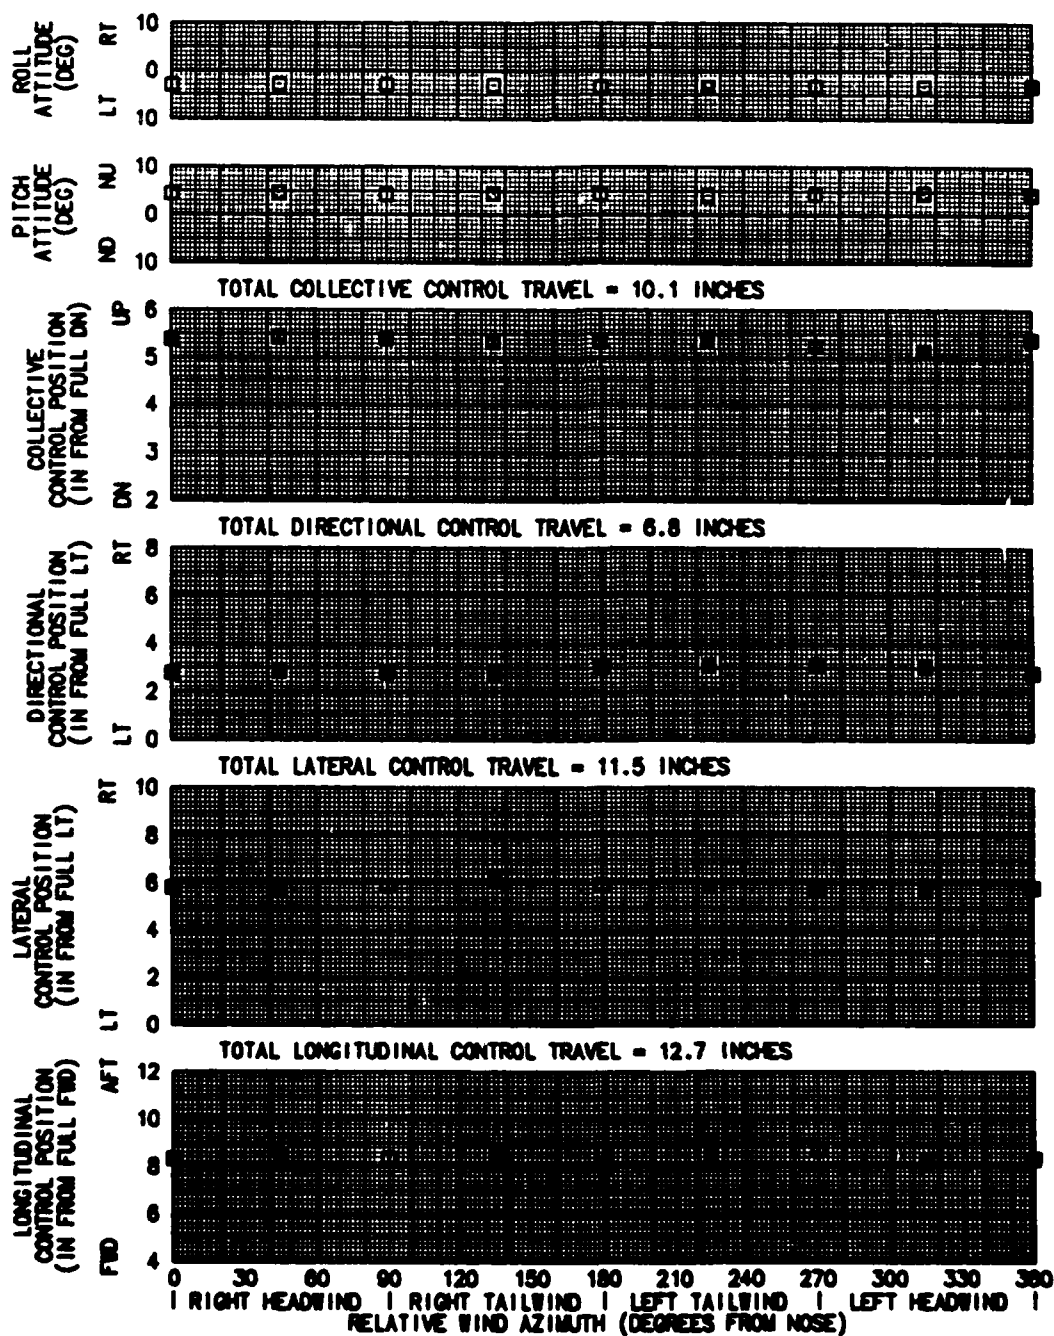 ROLL
ATTITUDE
(DEG)
LT RT
10
0
10
PITCH
ATTITUDE
(DEG)
ND NU
10
0
10
TOTAL COLLECTIVE CONTROL TRAVEL = 10.1 INCHES
COLLECTIVE
CONTROL POSITION
(IN FROM FULL DN)
DN UP
6
5
4
3
2
TOTAL DIRECTIONAL CONTROL TRAVEL = 6.8 INCHES
DIRECTIONAL
CONTROL POSITION
(IN FROM FULL LT)
LT RT
8
6
4
2
0
TOTAL LATERAL CONTROL TRAVEL = 11.5 INCHES
LATERAL
CONTROL POSITION
(IN FROM FULL LT)
LT RT
10
8
6
4
2
0
TOTAL LONGITUDINAL CONTROL TRAVEL = 12.7 INCHES
LONGITUDINAL
CONTROL POSITION
(IN FROM FULL FWD)
FWD AFT
12
10
8
6
4
0 30 60 90 120 150 180 210 240 270 300 330 360
| RIGHT HEADWIND | RIGHT TAILWIND | LEFT TAILWIND | LEFT HEADWIND |
RELATIVE WIND AZIMUTH (DEGREES FROM NOSE)